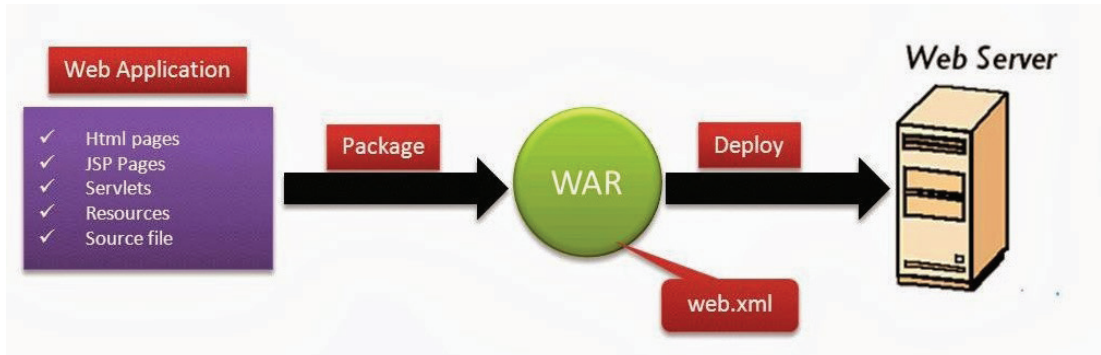 Web Application
Html pages
JSP Pages
Servlets
Resources
Source file
Package
WAR
web.xml
Deploy
Web Server